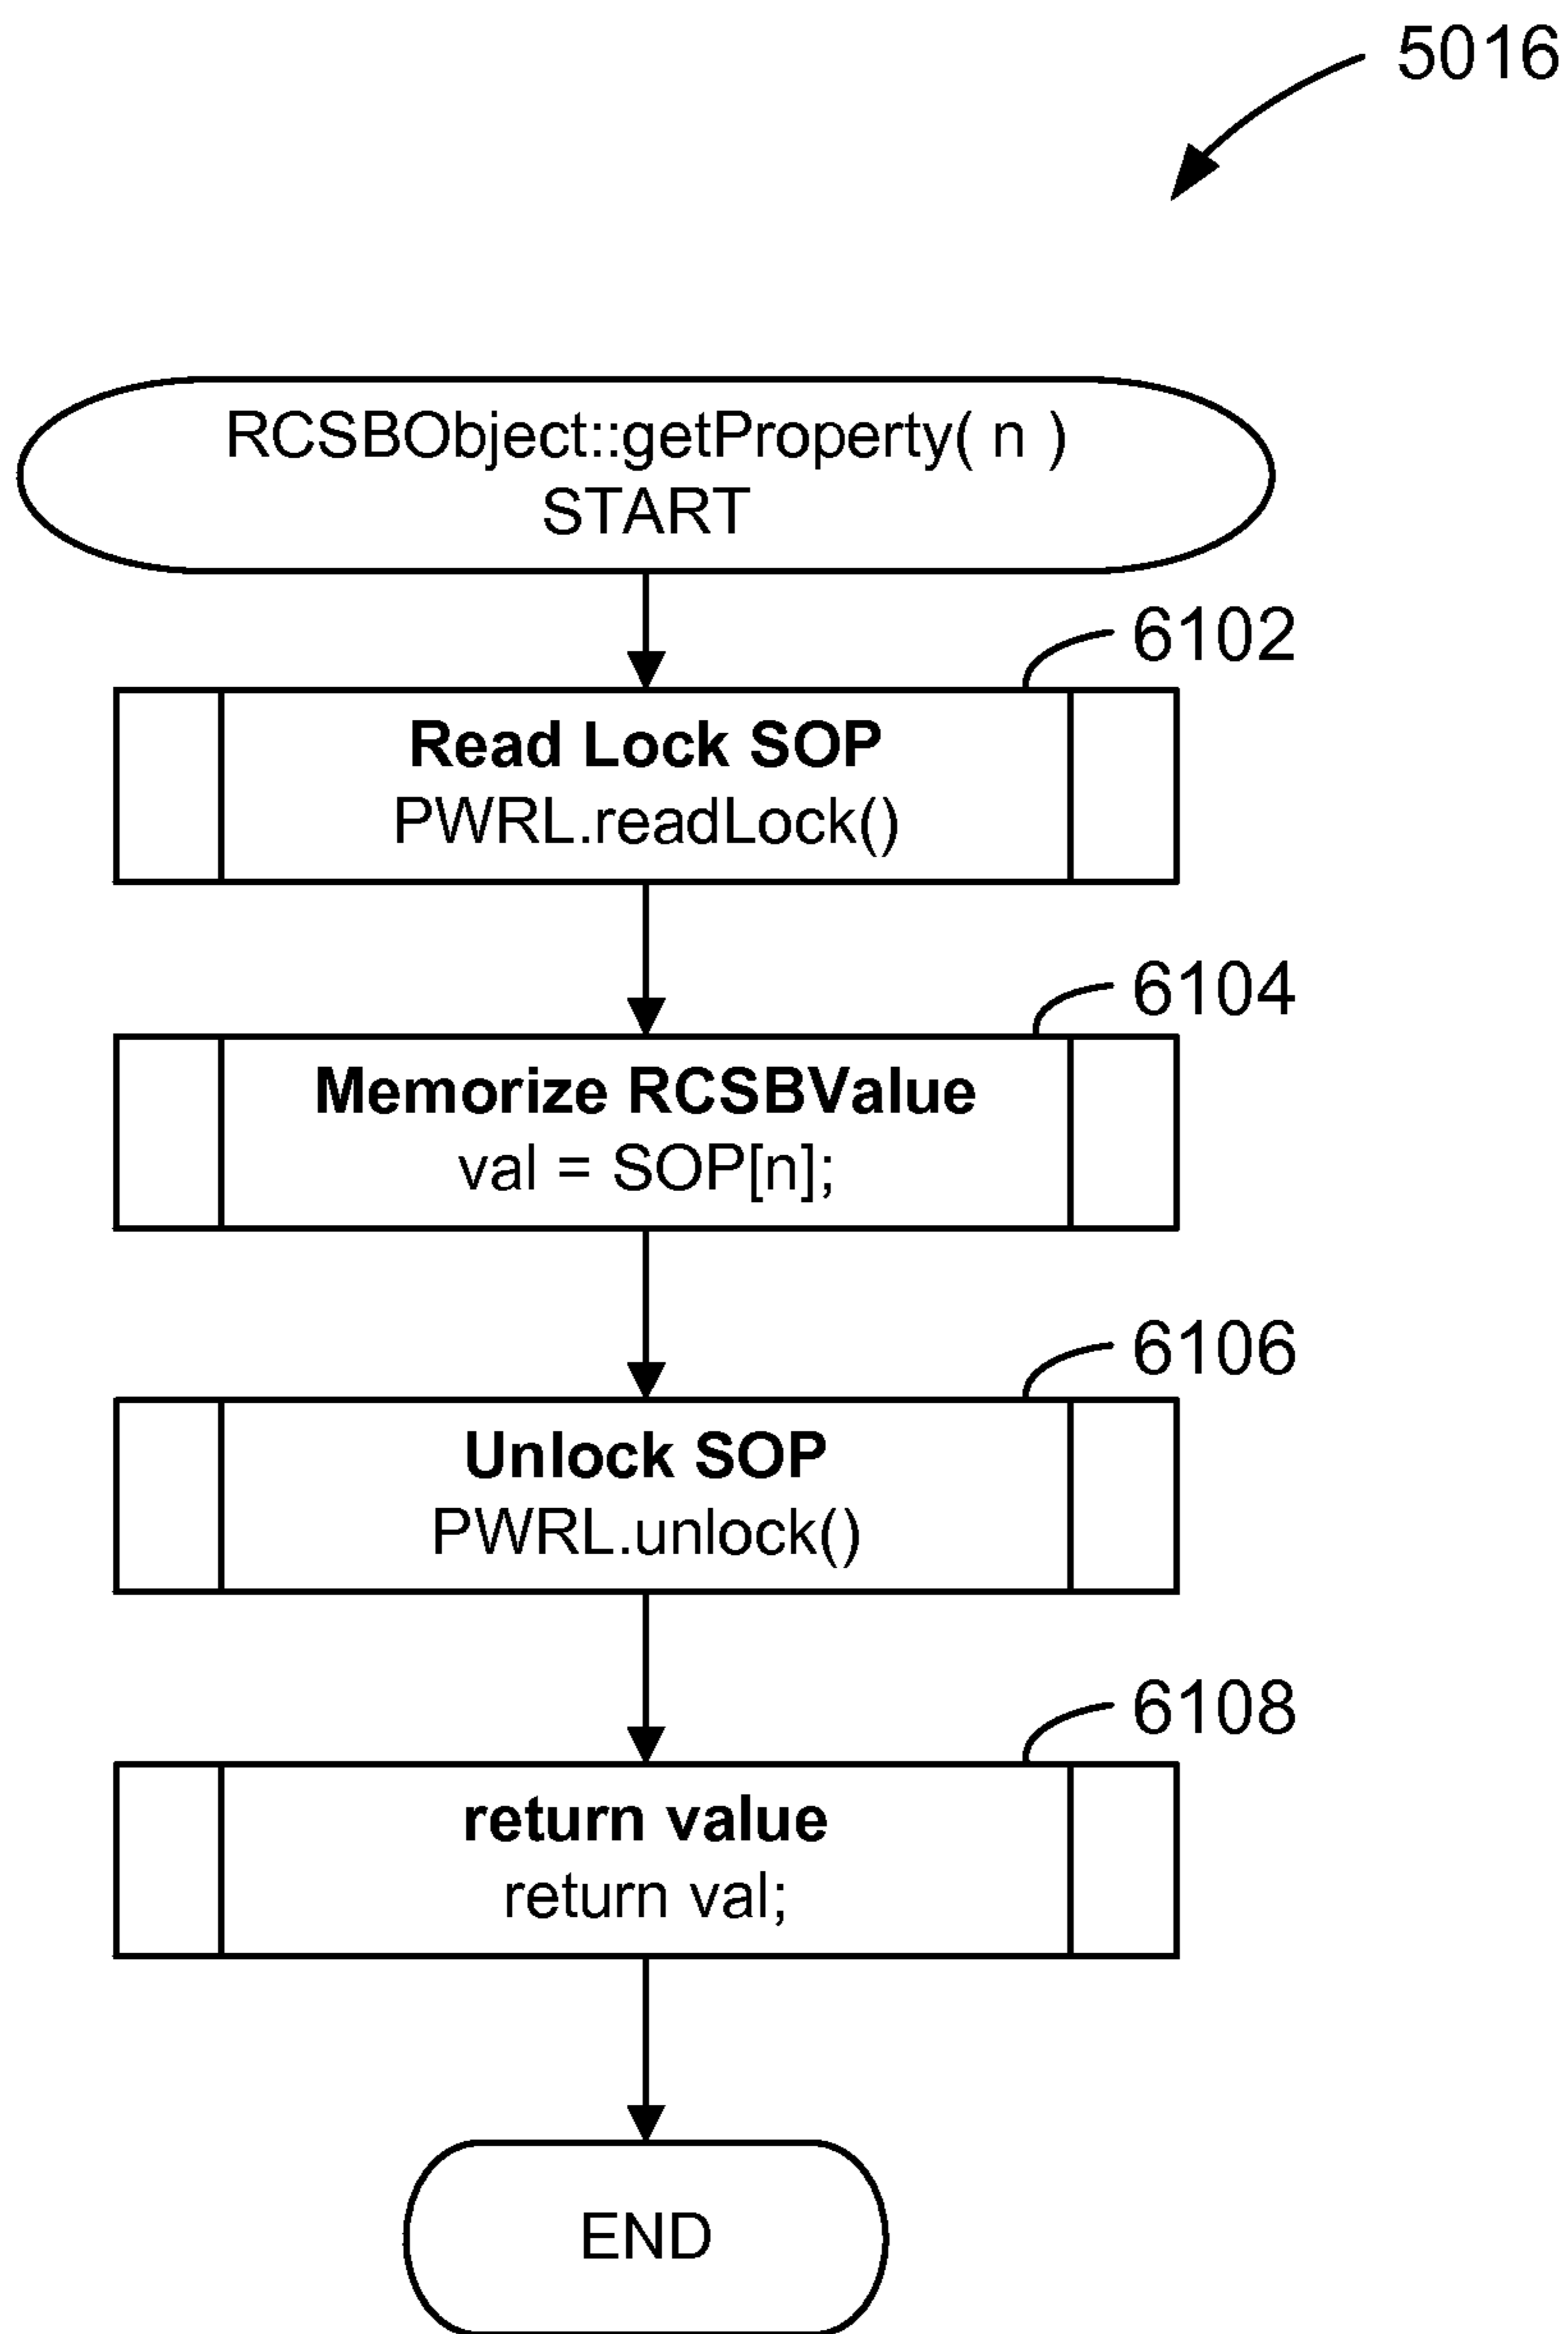 5016
RCSBObject::getProperty( n )
START
6102
Read Lock SOP
PWRL.readLock()
6104
Memorize RCSBValue
val = SOP[n];
6106
Unlock SOP
PWRL.unlock()
6108
return value
return val;
END